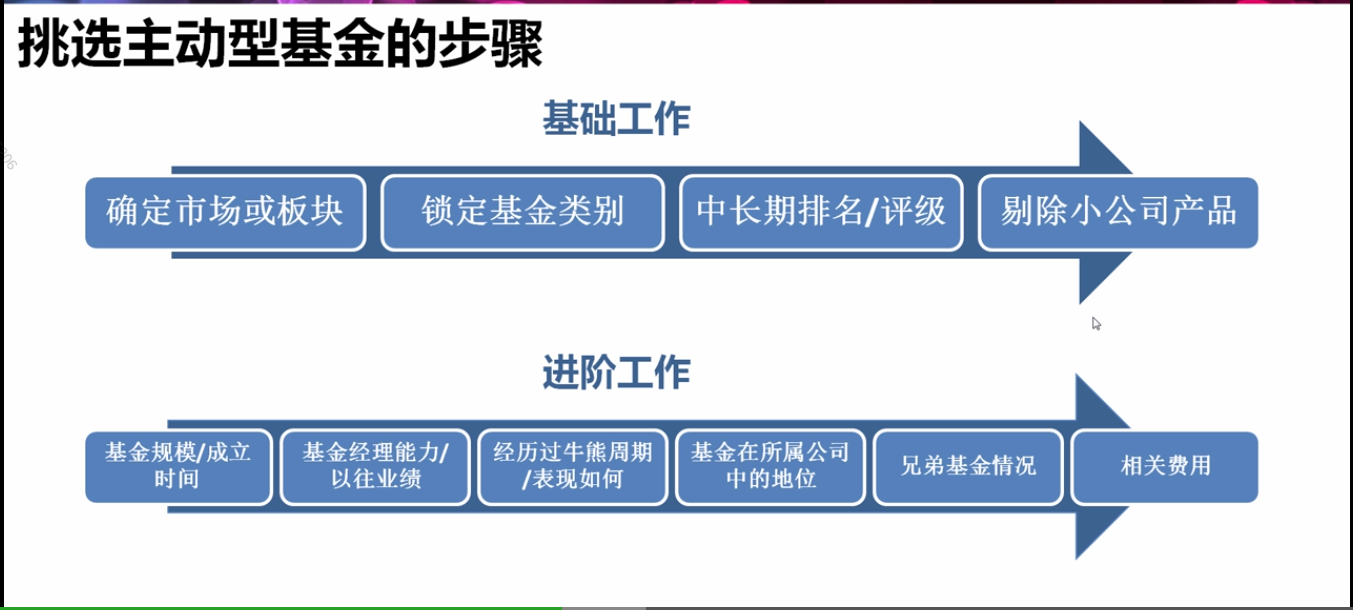 挑选主动型基金的步骤
基础工作
确定市场或板块
锁定基金类别
中长期排名/评级
剔除小公司产品
进阶工作
基金规模/成立
时间
基金经理能力/
以往业绩
经历过牛熊周期
/表现如何
基金在所属公司
中的地位
兄弟基金情况
相关费用